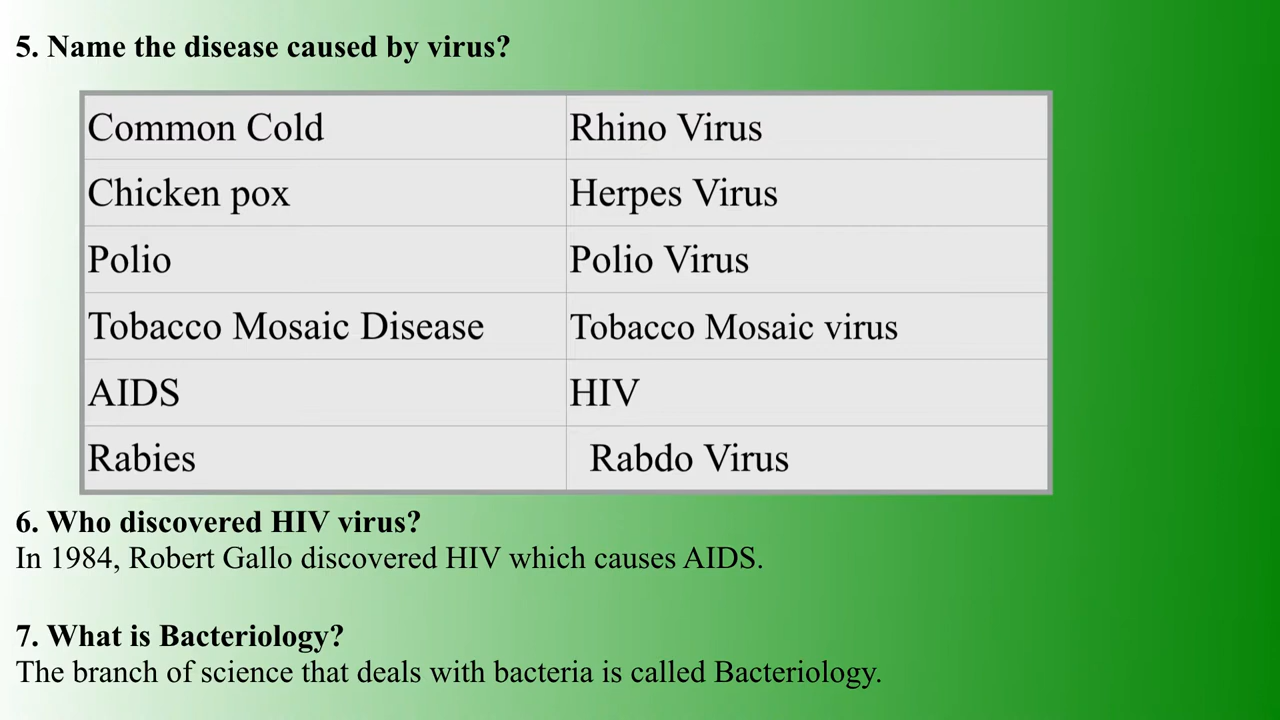 5. Name the disease caused by virus?
Common Cold Rhino Virus
Chicken pox Herpes Virus
Polio Polio Virus
Tobacco Mosaic Disease Tobacco Mosaic virus
AIDS HIV
Rabies Rabdo Virus
6. Who discovered HIV virus?
In 1984, Robert Gallo discovered HIV which causes AIDS.
7. What is Bacteriology?
The branch of science that deals with bacteria is called Bacteriology.